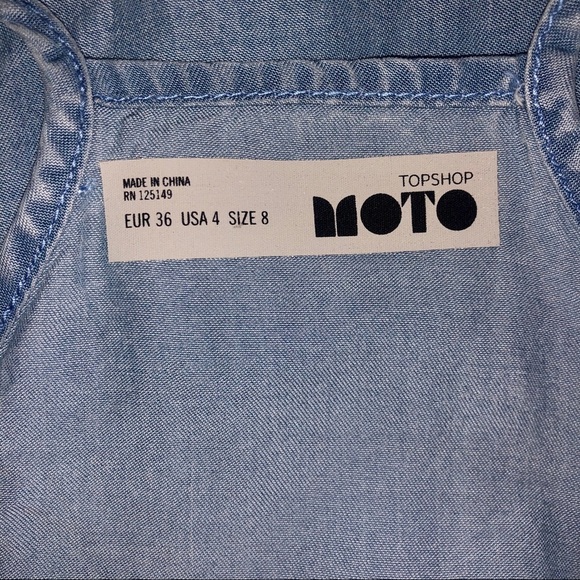 MADE IN CHINA
RN 125149
EUR 36 USA 4 SIZE 8
TOPSHOP
MOTO